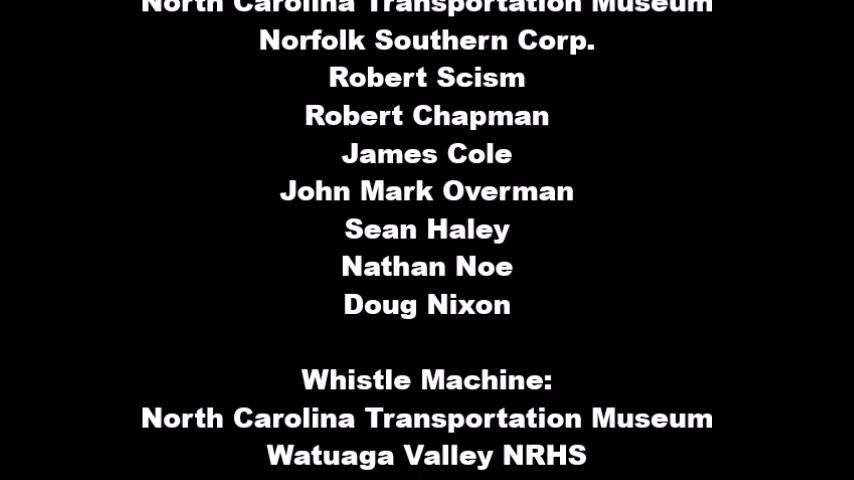 North Carolina Transportation Museum
Norfolk Southern Corp.
Robert Scism
Robert Chapman
James Cole
John Mark Overman
Sean Haley
Nathan Noe
Doug Nixon
Whistle Machine:
North Carolina Transportation Museum
Watuaga Valley NRHS